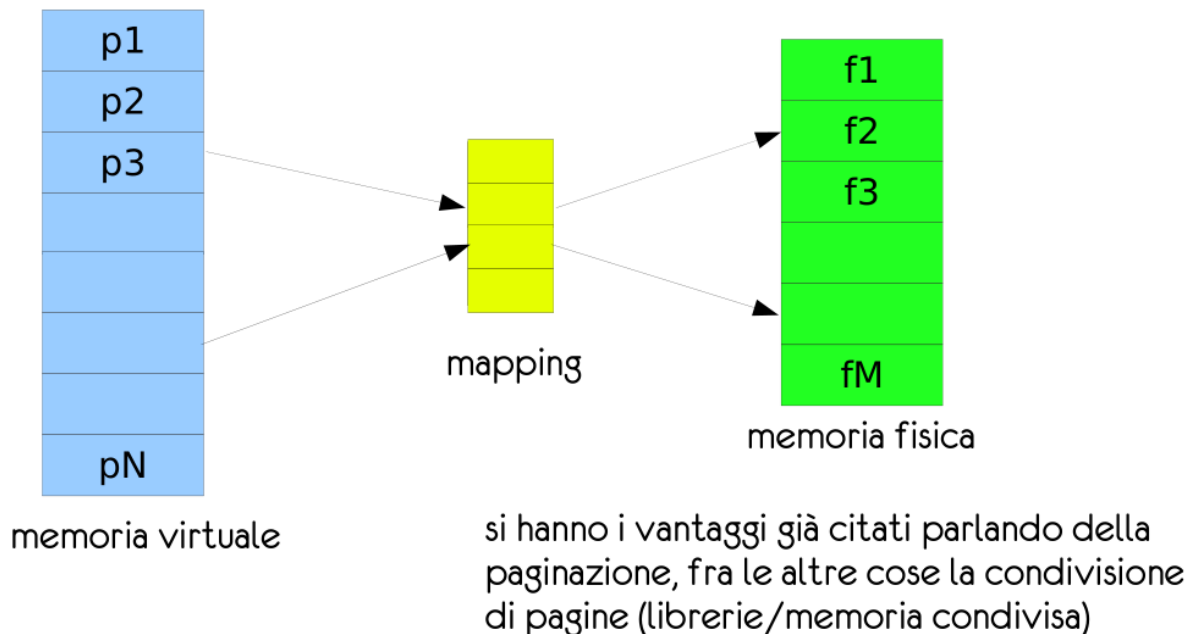 p1
p2
p3
pN
memoria virtuale
mapping
f1
f2
f3
fM
memoria fisica
si hanno i vantaggi già citati parlando della
paginazione, fra le altre cose la condivisione
di pagine (librerie/memoria condivisa)